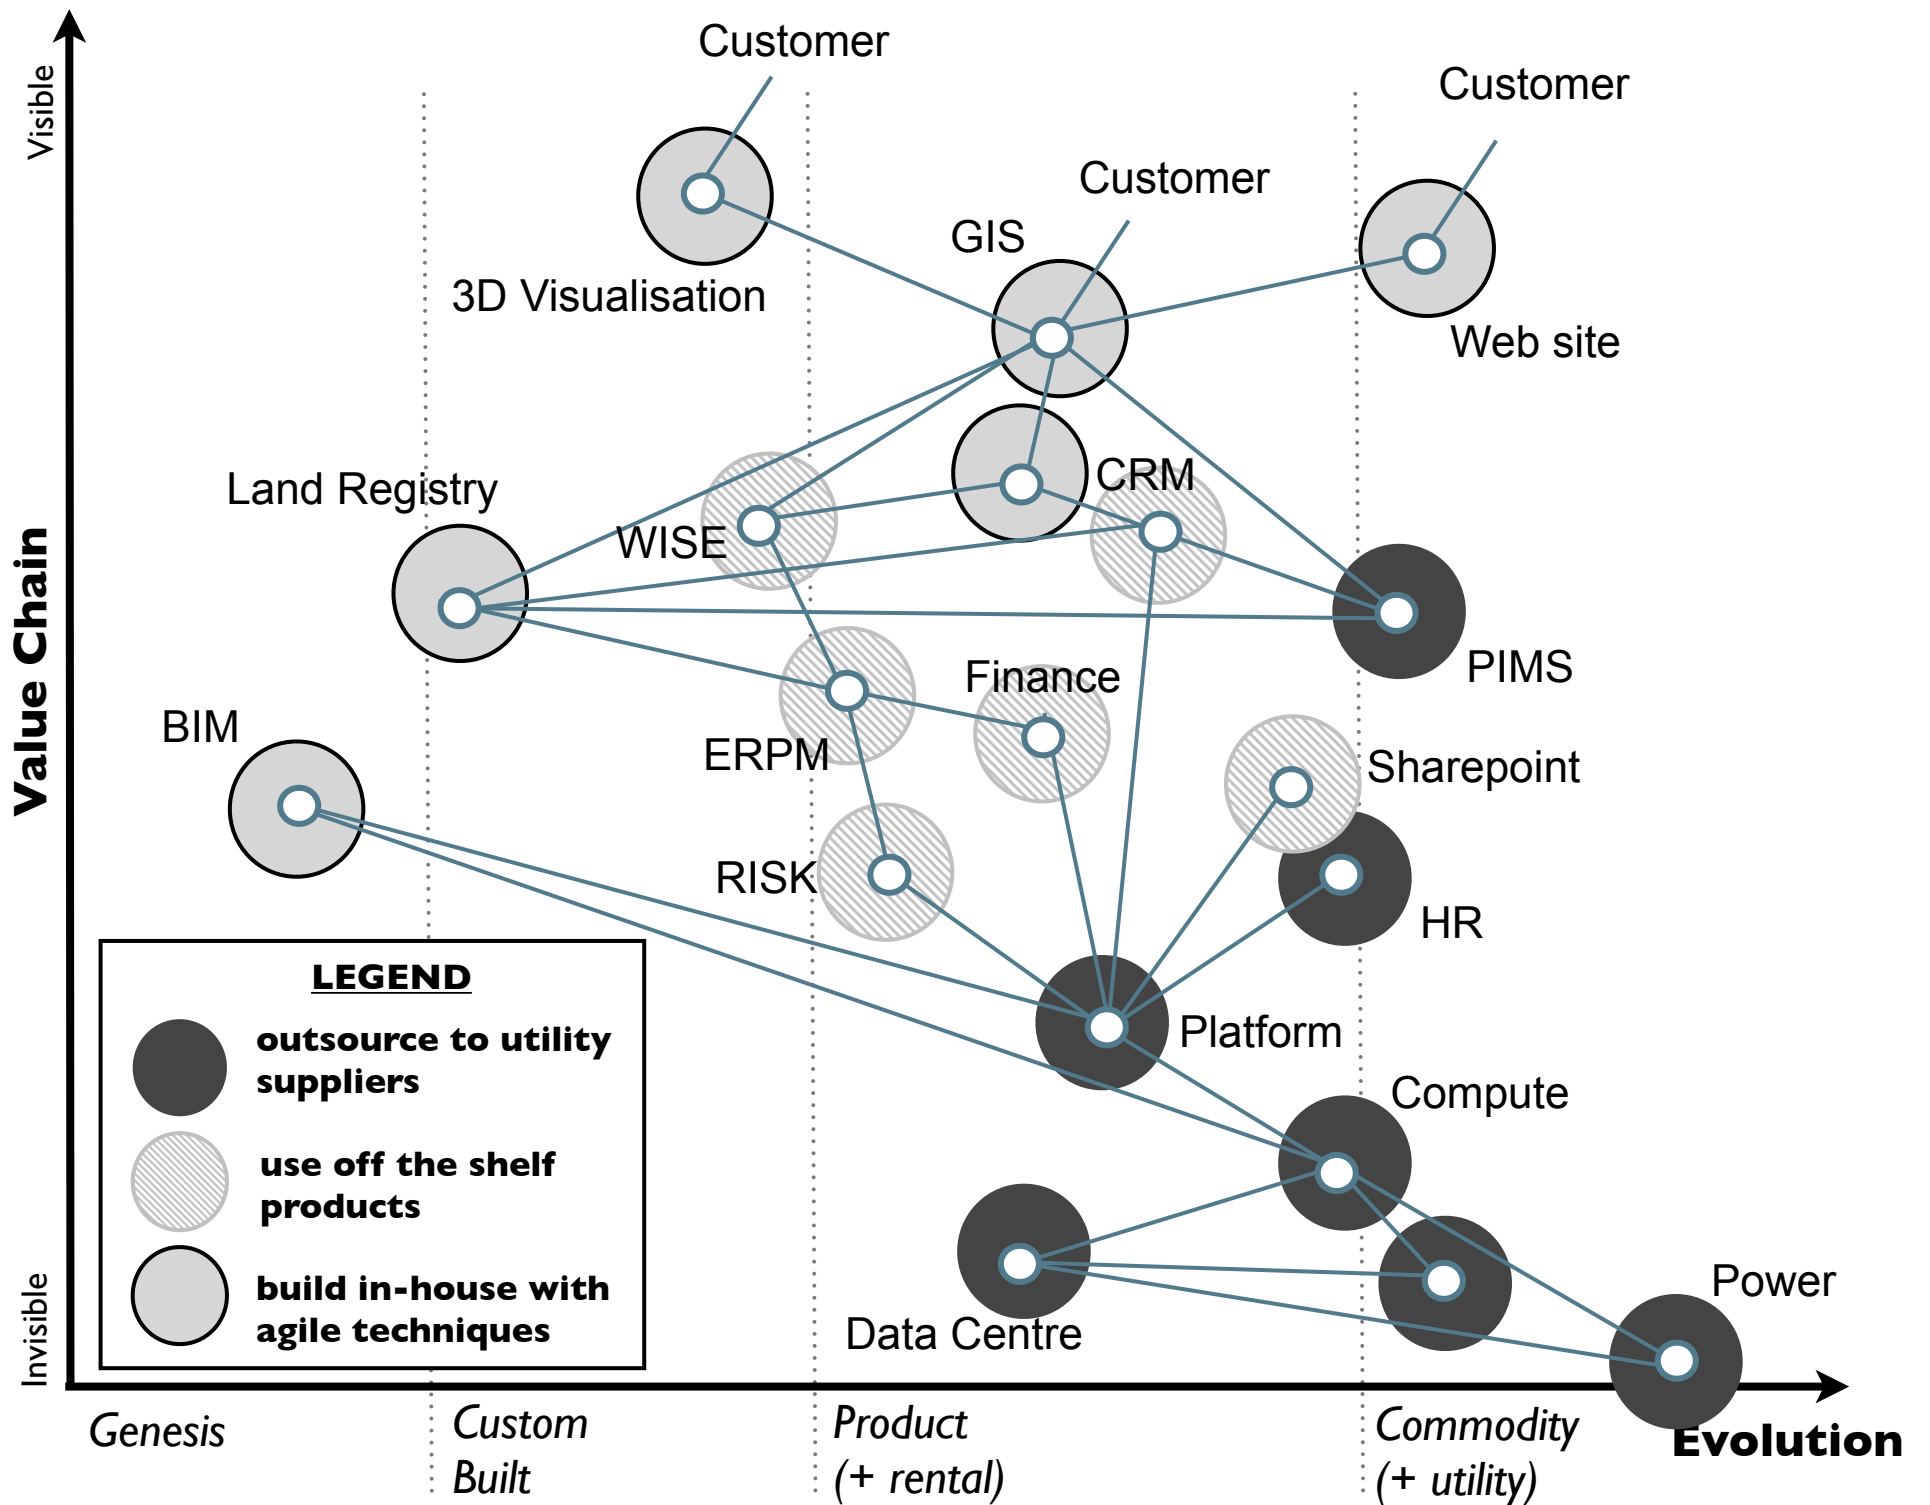 Customer
Customer
Visible
Customer
GIS
3D Visualisation
Web site
CRM
Land Registry
WISE
Value Chain
PIMS
Finance
BIM
ERPM
Sharepoint
RISK
HR
LEGEND
outsource to utility
suppliers
Platform
Compute
use off the shelf
products
build in-house with
agile techniques
Power
Data Centre
Invisible
Genesis
Custom
Built
Product
(+ rental)
Commodity
(+ utility)
Evolution